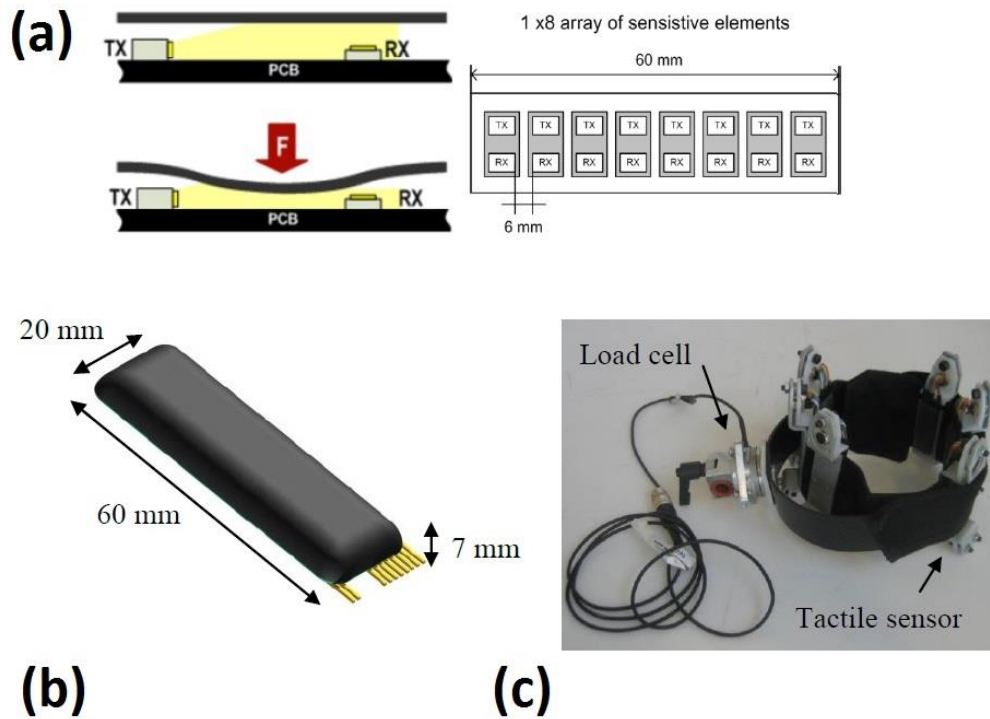 (a)
TX
RX
PCB
F
TX
RX
PCB
1 x8 array of sensistive elements
60 mm
TX TX TX TX TX TX TX TX
RX RX RX RX RX RX RX RX
6 mm
20 mm
60 mm
7 mm
(b)
Load cell
Tactile sensor
(c)